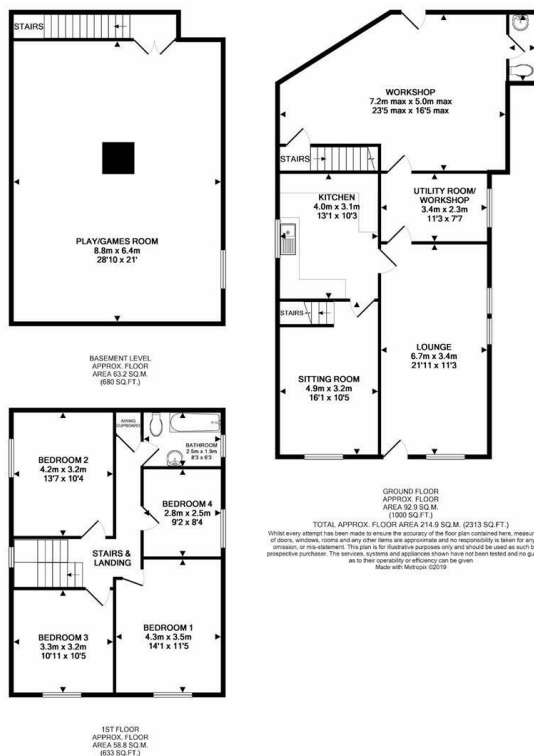 STAIRS
PLAY/GAMES ROOM
8.8m x 6.4m
28'10 x 21'
BASEMENT LEVEL
APPROX. FLOOR
AREA 63.2 SQ.M.
(680 SQ.FT.)
WORKSHOP
7.2m max x 5.0m max
23'5 max x 16'5 max
STAIRS
KITCHEN
4.0m x 3.1m
13'1 x 10'3
UTILITY ROOM/
WORKSHOP
3.4m x 2.3m
11'3 x 7'7
STAIRS
SITTING ROOM
4.9m x 3.2m
16'1 x 10'5
LOUNGE
6.7m x 3.4m
21'11 x 11'3
GROUND FLOOR
APPROX. FLOOR
AREA 92.9 SQ.M.
(1000 SQ.FT.)
BEDROOM 2
4.2m x 3.2m
13'7 x 10'4
AIRING
CUPBOARD
BATHROOM
2.5m x 1.9m
8'3 x 6'3
BEDROOM 4
2.8m x 2.5m
9'2 x 8'4
STAIRS &
LANDING
BEDROOM 3
3.3m x 3.2m
10'11 x 10'5
BEDROOM 1
4.3m x 3.5m
14'1 x 11'5
1ST FLOOR
APPROX. FLOOR
AREA 58.8 SQ.M.
(633 SQ.FT.)
TOTAL APPROX. FLOOR AREA 214.9 SQ.M. (2313 SQ.FT.)
Whilst every attempt has been made to ensure the accuracy of the floor plan contained here, measur
of doors, windows, rooms and any other items are approximate and no responsibility is taken for any
omission, or mis-statement. This plan is for illustrative purposes only and should be used as such b
prospective purchaser. The services, systems and appliances shown have not been tested and no gu
as to their operability or efficiency can be given
Made with Metropix ©2019